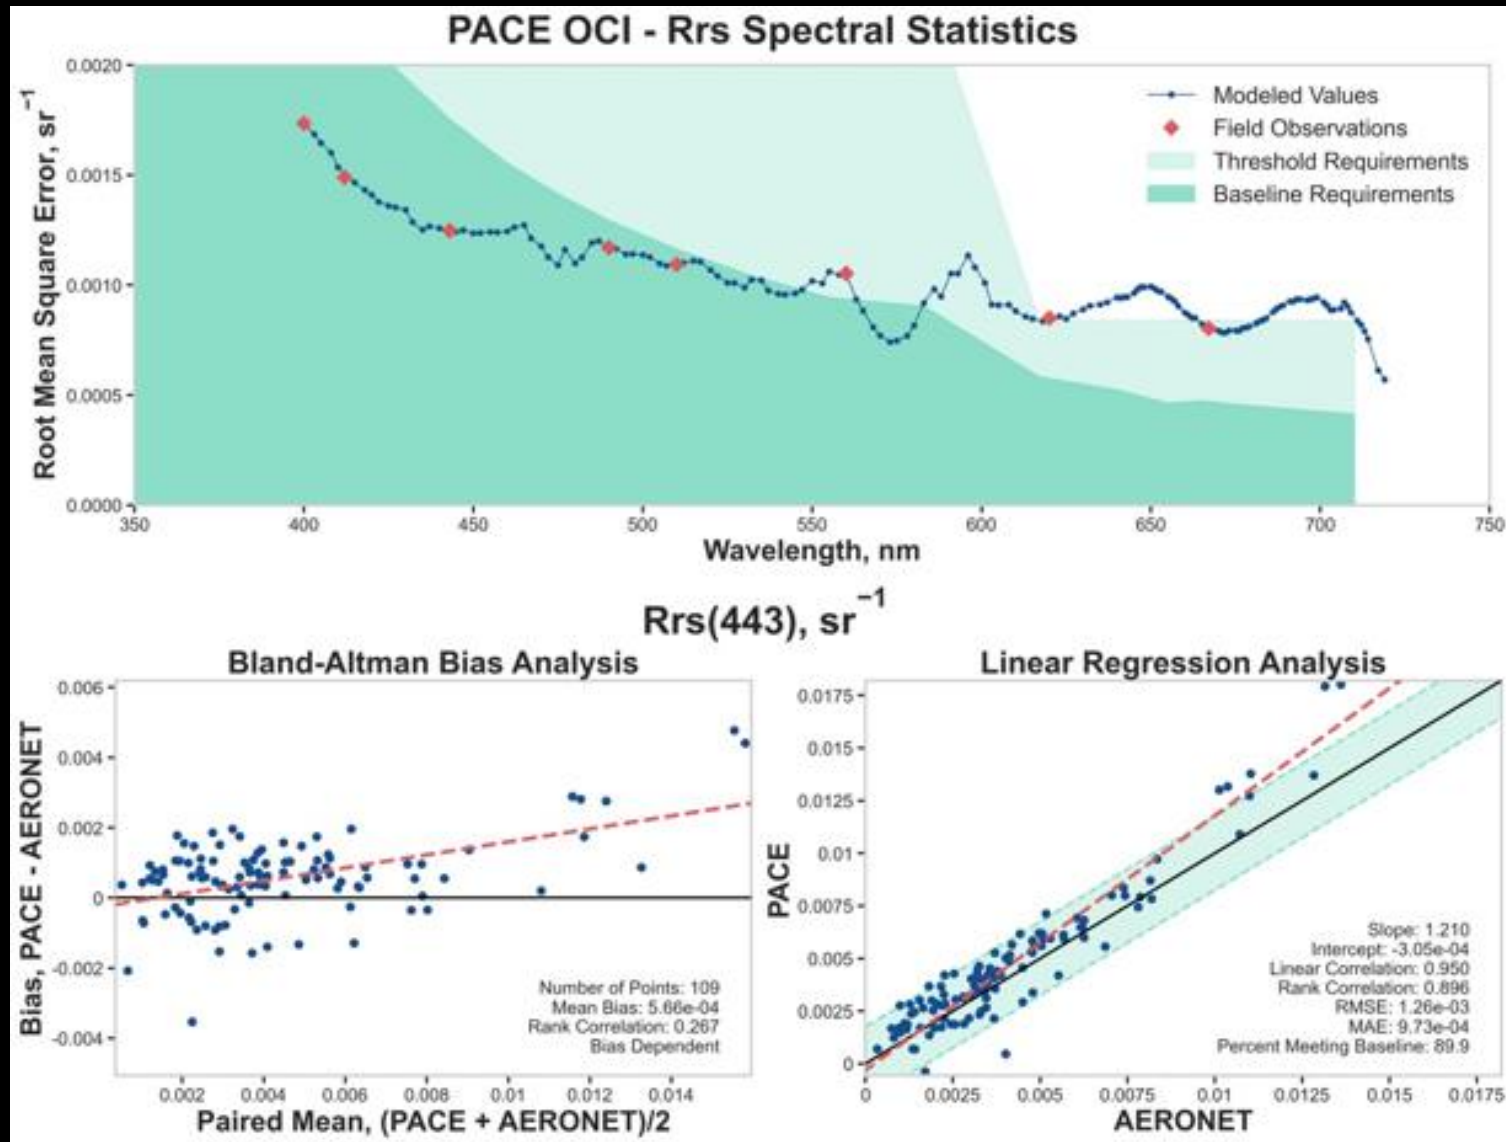 PACE OCI - Rrs Spectral Statistics
Root Mean Square Error, sr⁻¹
0.0020
0.0015
0.0010
0.0005
0.0000
Modeled Values
Field Observations
Threshold Requirements
Baseline Requirements
350 400 450 500 550 600 650 700 750
Wavelength, nm
Rrs(443), sr⁻¹
Bland-Altman Bias Analysis
Bias, PACE - AERONET
0.006
0.004
0.002
0
-0.002
-0.004
Number of Points: 109
Mean Bias: 5.66e-04
Rank Correlation: 0.267
Bias Dependent
0.002 0.004 0.006 0.008 0.010 0.012 0.014
Paired Mean, (PACE + AERONET)/2
Linear Regression Analysis
PACE
0.0175
0.015
0.0125
0.01
0.0075
0.005
0.0025
0
Slope: 1.210
Intercept: -3.05e-04
Linear Correlation: 0.950
Rank Correlation: 0.896
RMSE: 1.26e-03
MAE: 9.73e-04
Percent Meeting Baseline: 89.9
0 0.0025 0.005 0.0075 0.01 0.0125 0.015 0.0175
AERONET